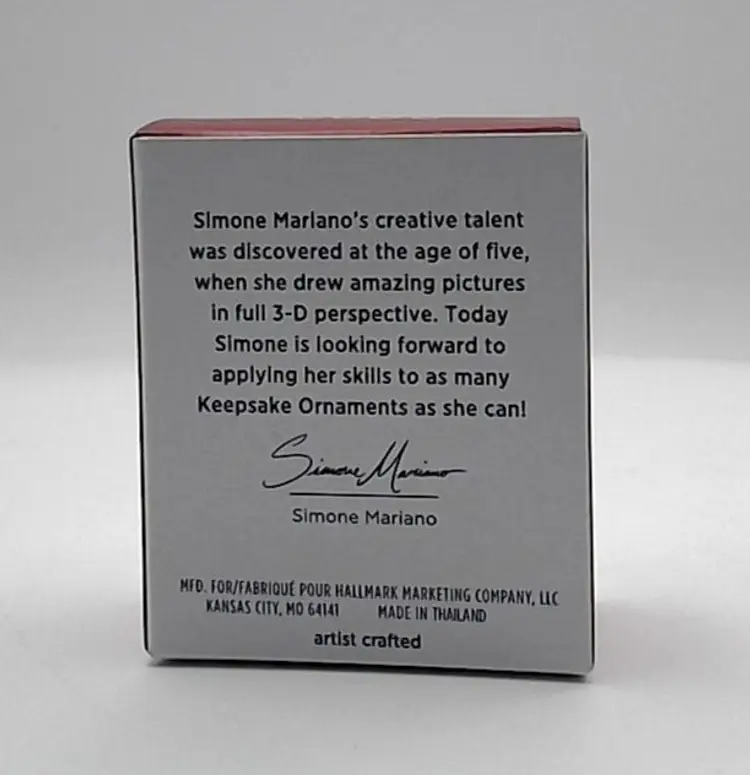 Simone Mariano's creative talent
was discovered at the age of five,
when she drew amazing pictures
in full 3-D perspective. Today
Simone is looking forward to
applying her skills to as many
Keepsake Ornaments as she can!
Simone Mariano
Simone Mariano
MFD. FOR/FABRIQUÉ POUR HALLMARK MARKETING COMPANY, LLC
KANSAS CITY, MO 64141 MADE IN THAILAND
artist crafted